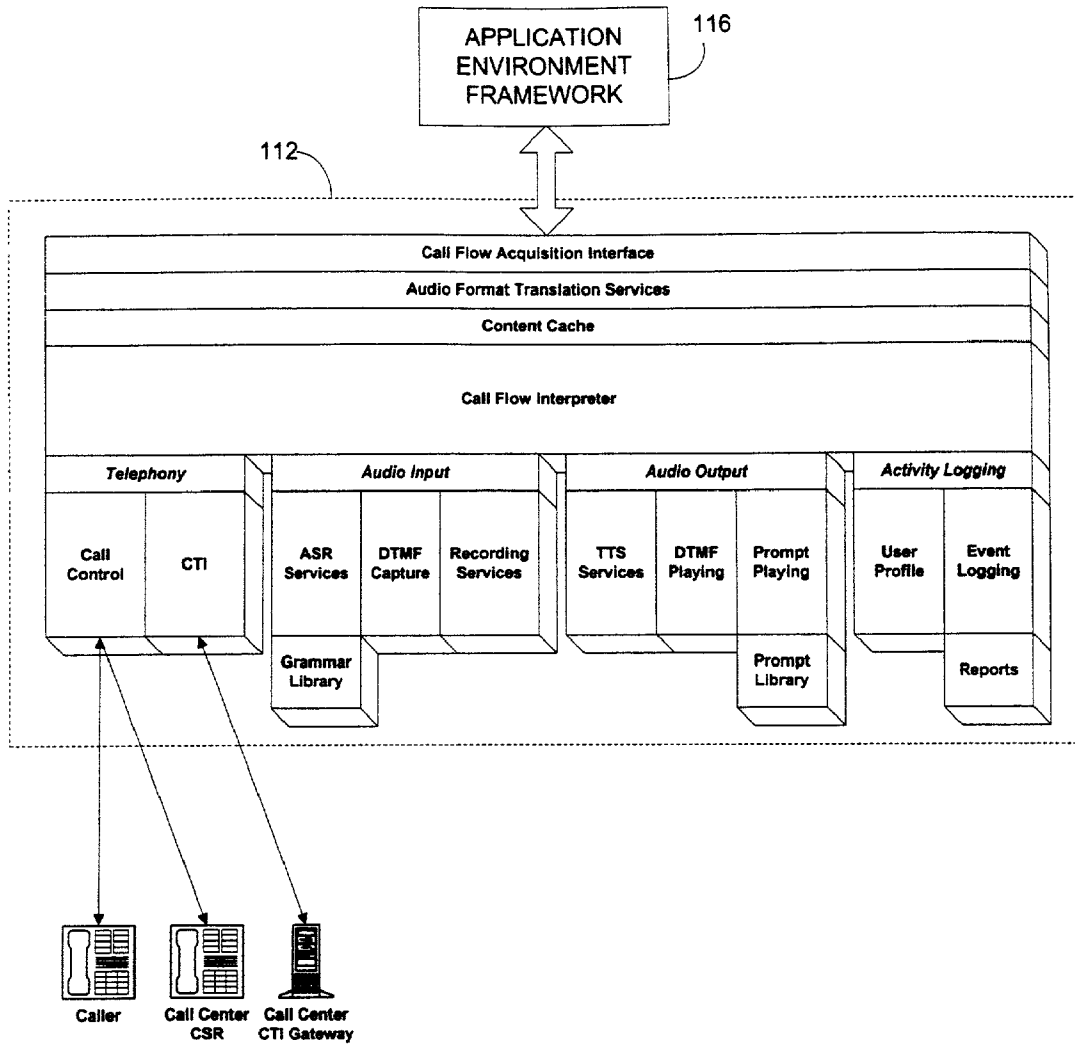 APPLICATION
ENVIRONMENT
FRAMEWORK
116
112
Call Flow Acquisition Interface
Audio Format Translation Services
Content Cache
Call Flow Interpreter
Telephony
Audio Input
Audio Output
Activity Logging
Call
Control
CTI
ASR
Services
DTMF
Capture
Recording
Services
TTS
Services
DTMF
Playing
Prompt
Playing
User
Profile
Event
Logging
Grammar
Library
Prompt
Library
Reports
Caller
Call Center
CSR
Call Center
CTI Gateway